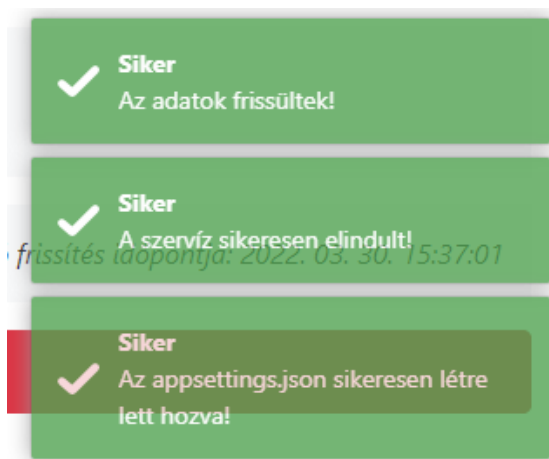 Siker
Az adatok frissültek!
Siker
A szervíz sikeresen elindult!
frissítés időpontja: 2022. 03. 30. 15:37:01
Siker
Az appsettings.json sikeresen létre
lett hozva!